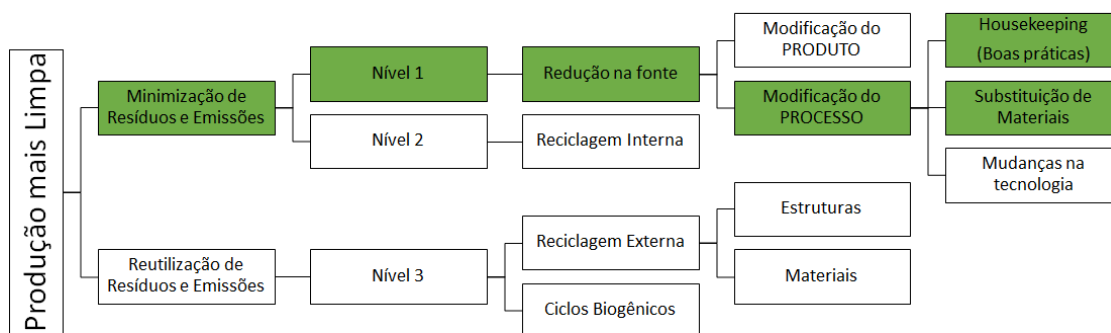 Produção mais Limpa
Minimização de
Resíduos e Emissões
Nível 1
Redução na fonte
Modificação do
PRODUTO
Modificação do
PROCESSO
Housekeeping
(Boas práticas)
Substituição de
Materiais
Mudanças na
tecnologia
Nível 2
Reciclagem Interna
Reutilização de
Resíduos e Emissões
Nível 3
Reciclagem Externa
Estruturas
Materiais
Ciclos Biogênicos